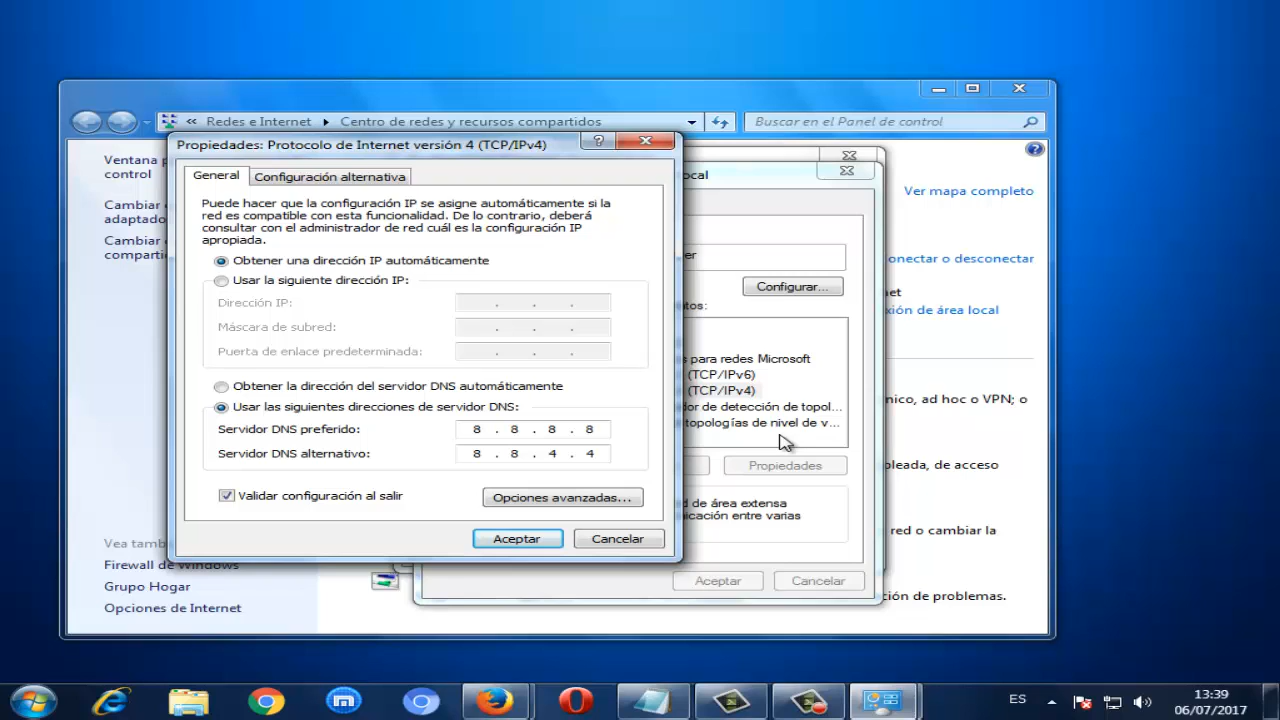 Redes e Internet
Centro de redes y recursos compartidos
Buscar en el Panel de control
Propiedades: Protocolo de Internet versión 4 (TCP/IPv4)
General
Configuración alternativa
Puede hacer que la configuración IP se asigne automáticamente si la
red es compatible con esta funcionalidad. De lo contrario, deberá
consultar con el administrador de red cuál es la configuración IP
apropiada.
Obtener una dirección IP automáticamente
Usar la siguiente dirección IP:
Dirección IP:
Máscara de subred:
Puerta de enlace predeterminada:
Obtener la dirección del servidor DNS automáticamente
Usar las siguientes direcciones de servidor DNS:
Servidor DNS preferido: 8 . 8 . 8 . 8
Servidor DNS alternativo: 8 . 8 . 4 . 4
Validar configuración al salir
Opciones avanzadas...
Aceptar
Cancelar
Ventana p
control
Cambiar
adaptado
Cambiar
comparti
Vea tamb
Firewall de Windows
Grupo Hogar
Opciones de Internet
ocal
er
Configurar...
ntos:
s para redes Microsoft
(TCP/IPv6)
(TCP/IPv4)
dor de detección de topol...
topologías de nivel de v...
Propiedades
d de área extensa
nicación entre varias
Aceptar
Cancelar
Ver mapa completo
onectar o desconectar
net
xión de área local
nico, ad hoc o VPN; o
pleada, de acceso
red o cambiar la
ción de problemas.
ES
13:39
06/07/2017